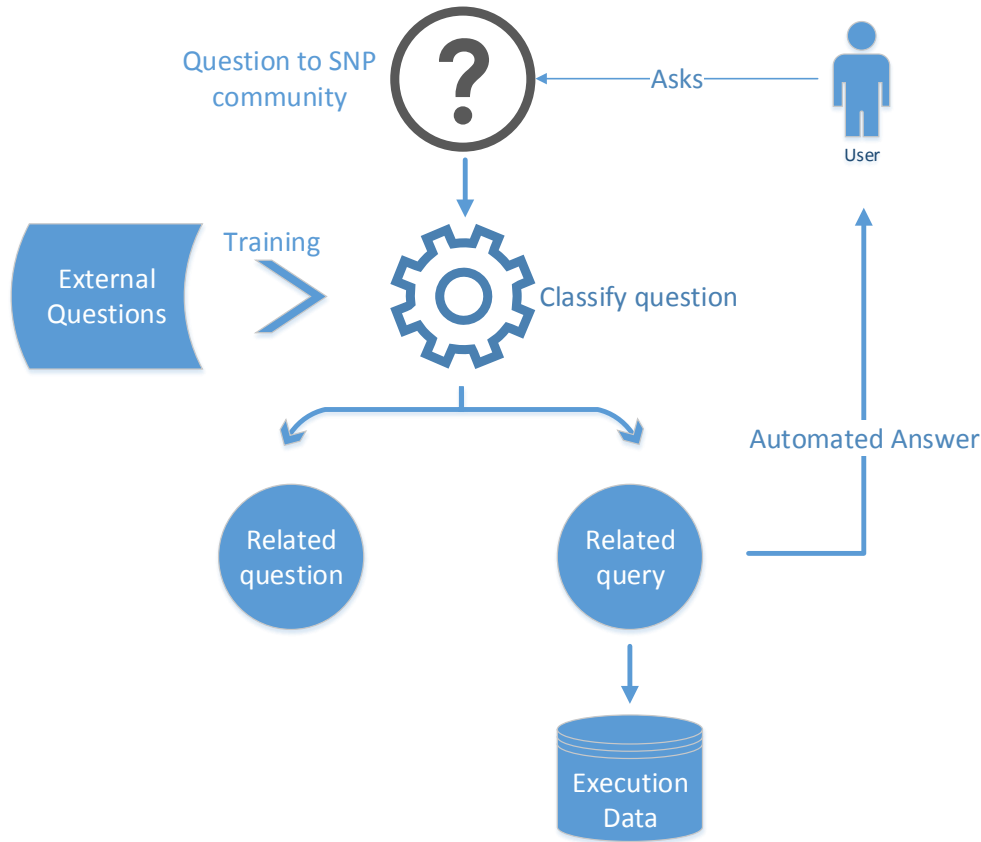 Question to SNP
community
Asks
User
Training
External
Questions
Classify question
Automated Answer
Related
question
Related
query
Execution
Data